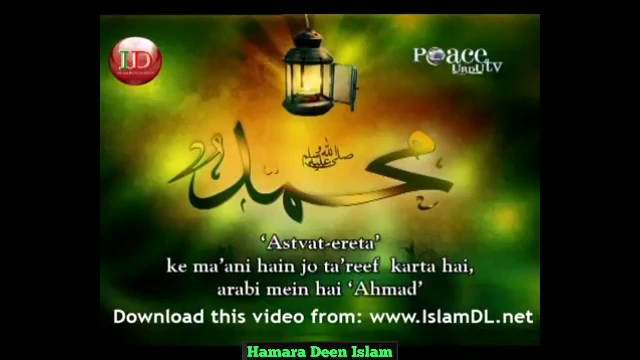 IJD
Peace
URDU TV
محمد
صلى الله عليه وسلم
‘Astvat-ereta’
ke ma’ani hain jo ta’reef karta hai,
arabi mein hai ‘Ahmad’
Download this video from: www.IslamDL.net
Hamara Deen Islam